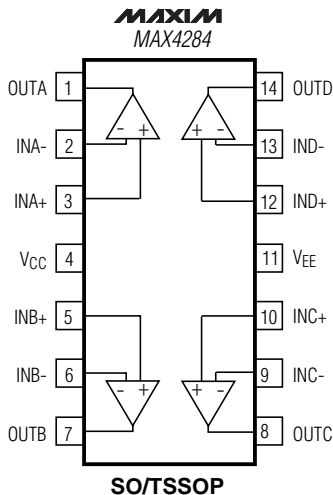 MAXIM
MAX4284
OUTA 1 14 OUTD
- + + -
INA- 2 13 IND-
INA+ 3 12 IND+
VCC 4 11 VEE
INB+ 5 10 INC+
INB- 6 9 INC-
- + + -
OUTB 7 8 OUTC
SO/TSSOP